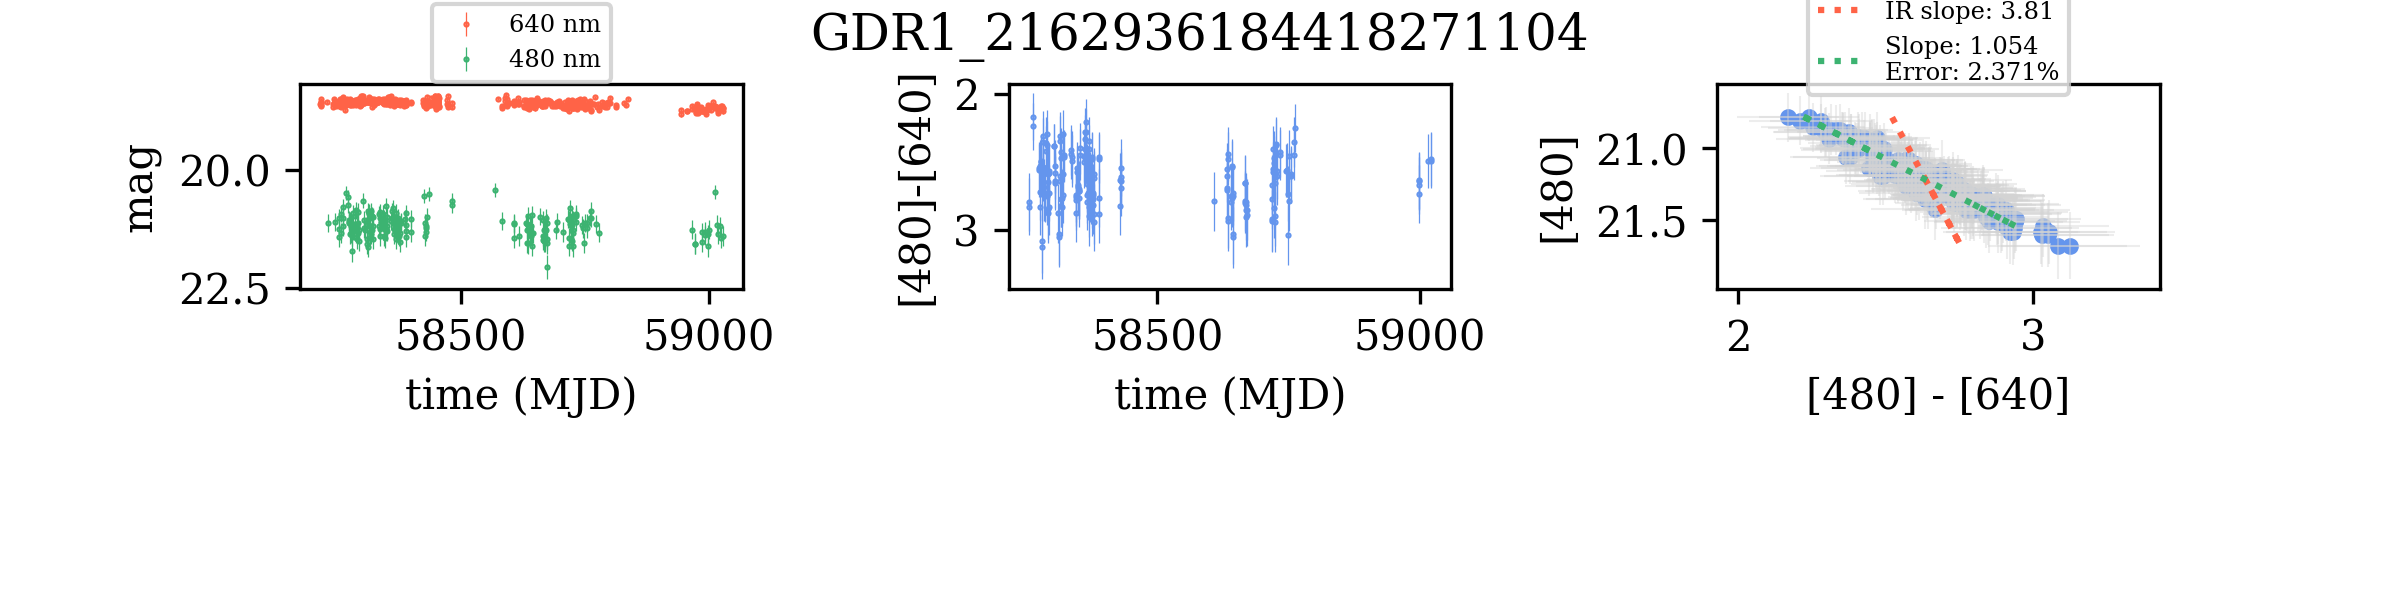 GDR1_2162936184418271104
640 nm
480 nm
mag
20.0
22.5
58500
59000
time (MJD)
[480]-[640]
2
3
58500
59000
time (MJD)
IR slope: 3.81
Slope: 1.054
Error: 2.371%
[480]
21.0
21.5
2
3
[480] - [640]